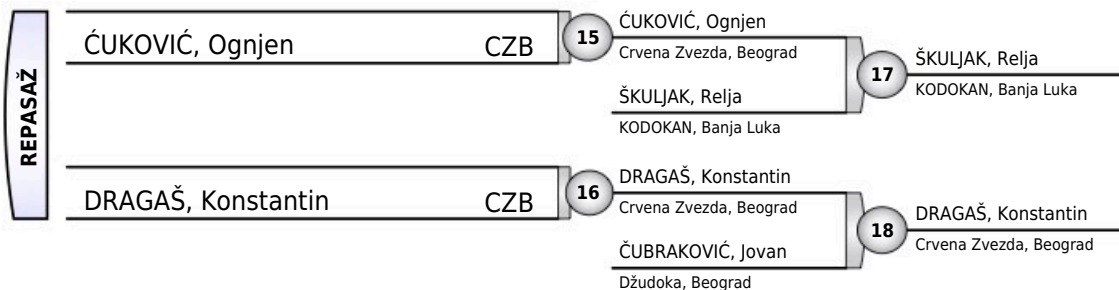 REPASAŽ
ĆUKOVIĆ, Ognjen CZB
15
ĆUKOVIĆ, Ognjen
Crvena Zvezda, Beograd
ŠKULJAK, Relja
KODOKAN, Banja Luka
17
ŠKULJAK, Relja
KODOKAN, Banja Luka
DRAGAŠ, Konstantin CZB
16
DRAGAŠ, Konstantin
Crvena Zvezda, Beograd
ČUBRAKOVIĆ, Jovan
Džudoka, Beograd
18
DRAGAŠ, Konstantin
Crvena Zvezda, Beograd